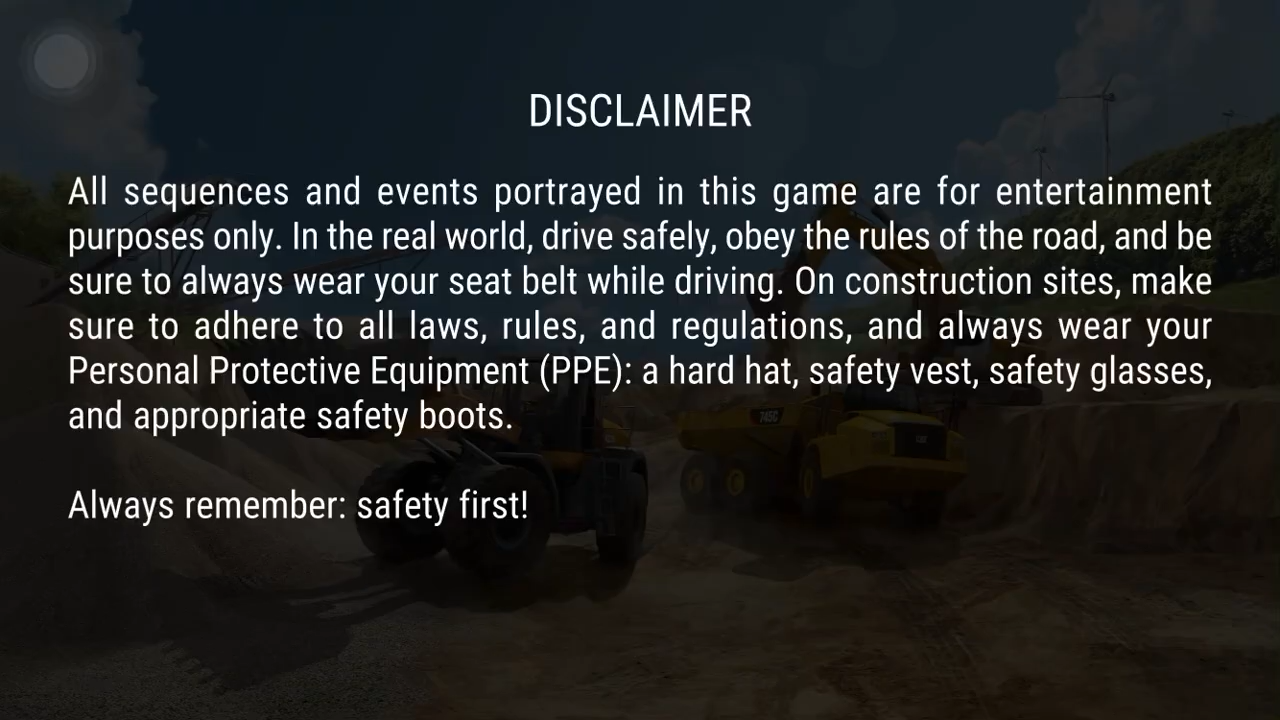 DISCLAIMER
All sequences and events portrayed in this game are for entertainment
purposes only. In the real world, drive safely, obey the rules of the road, and be
sure to always wear your seat belt while driving. On construction sites, make
sure to adhere to all laws, rules, and regulations, and always wear your
Personal Protective Equipment (PPE): a hard hat, safety vest, safety glasses,
and appropriate safety boots.
745C
CAT
Always remember: safety first!